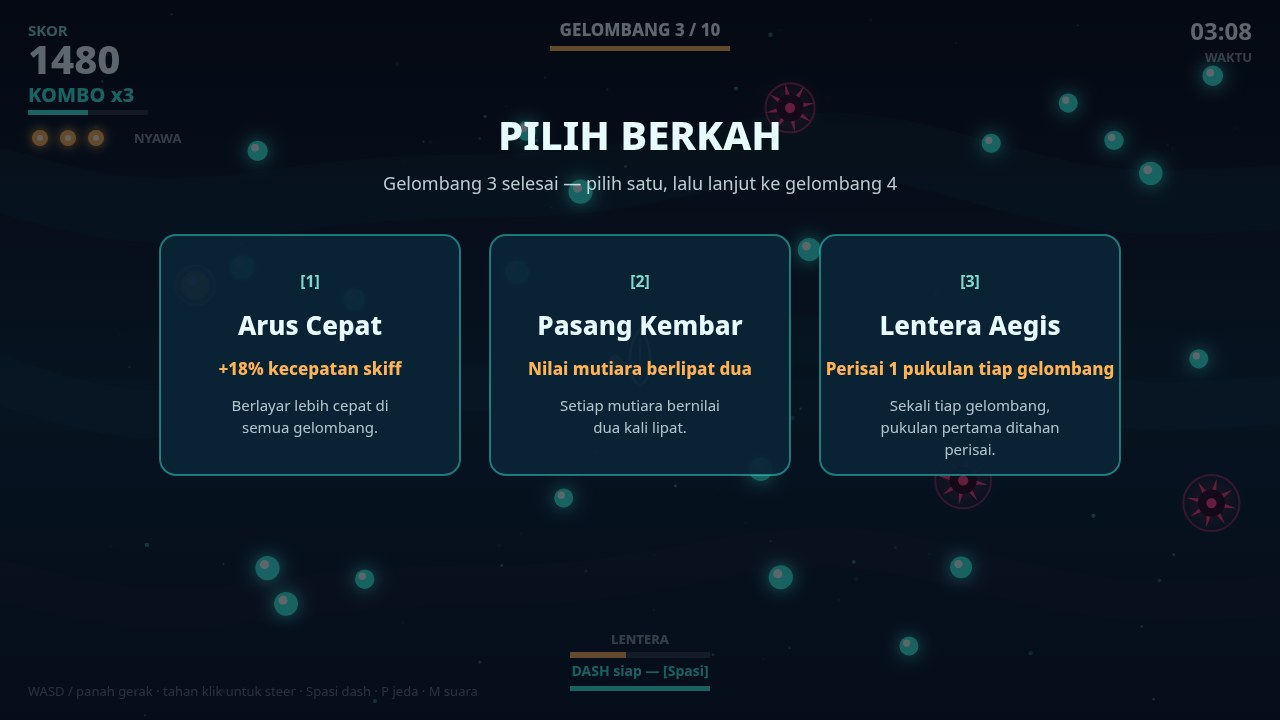 SKOR
1480
KOMBO x3
NYAWA
GELOMBANG 3 / 10
03:08
WAKTU
PILIH BERKAH
Gelombang 3 selesai — pilih satu, lalu lanjut ke gelombang 4
[1]
Arus Cepat
+18% kecepatan skiff
Berlayar lebih cepat di
semua gelombang.
[2]
Pasang Kembar
Nilai mutiara berlipat dua
Setiap mutiara bernilai
dua kali lipat.
[3]
Lentera Aegis
Perisai 1 pukulan tiap gelombang
Sekali tiap gelombang,
pukulan pertama ditahan
perisai.
LENTERA
DASH siap — [Spasi]
WASD / panah gerak · tahan klik untuk steer · Spasi dash · P jeda · M suara